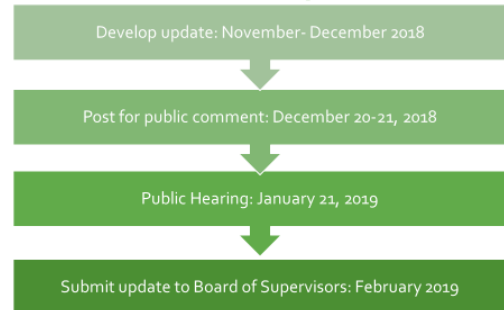 Develop update: November- December 2018
Post for public comment: December 20-21, 2018
Public Hearing: January 21, 2019
Submit update to Board of Supervisors: February 2019